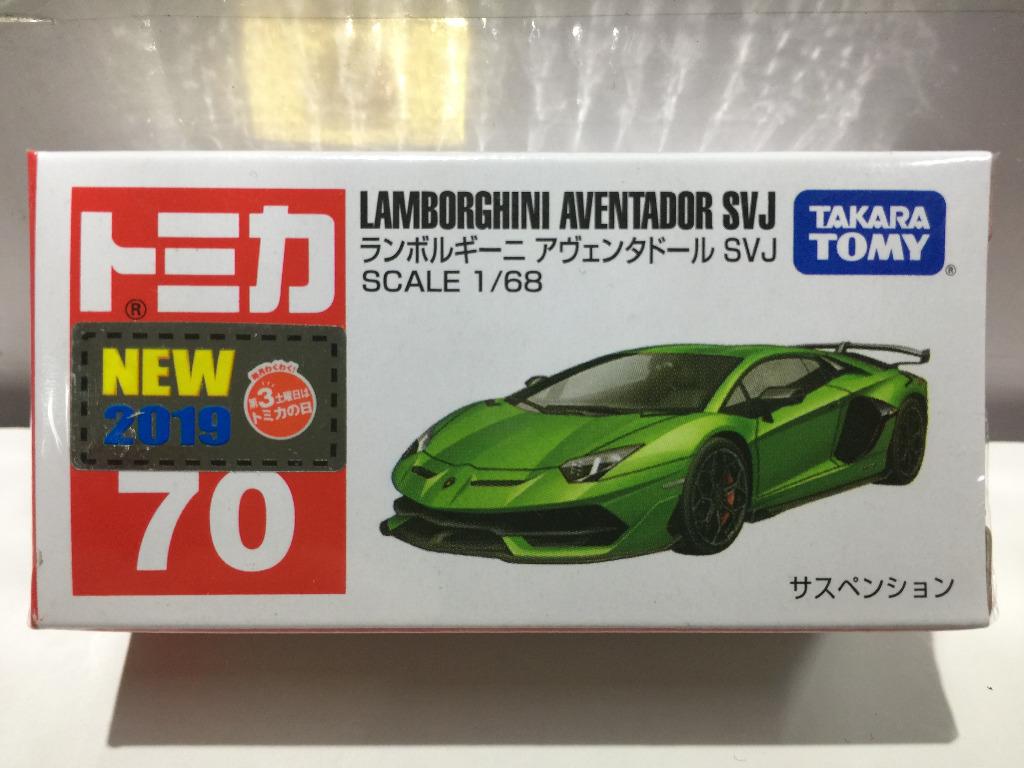 トミカ
®
NEW
2019
毎月わくわく!
第3土曜日は
トミカの日
70
LAMBORGHINI AVENTADOR SVJ
ランボルギーニ アヴェンタドール SVJ
SCALE 1/68
TAKARA
TOMY
®
サスペンション